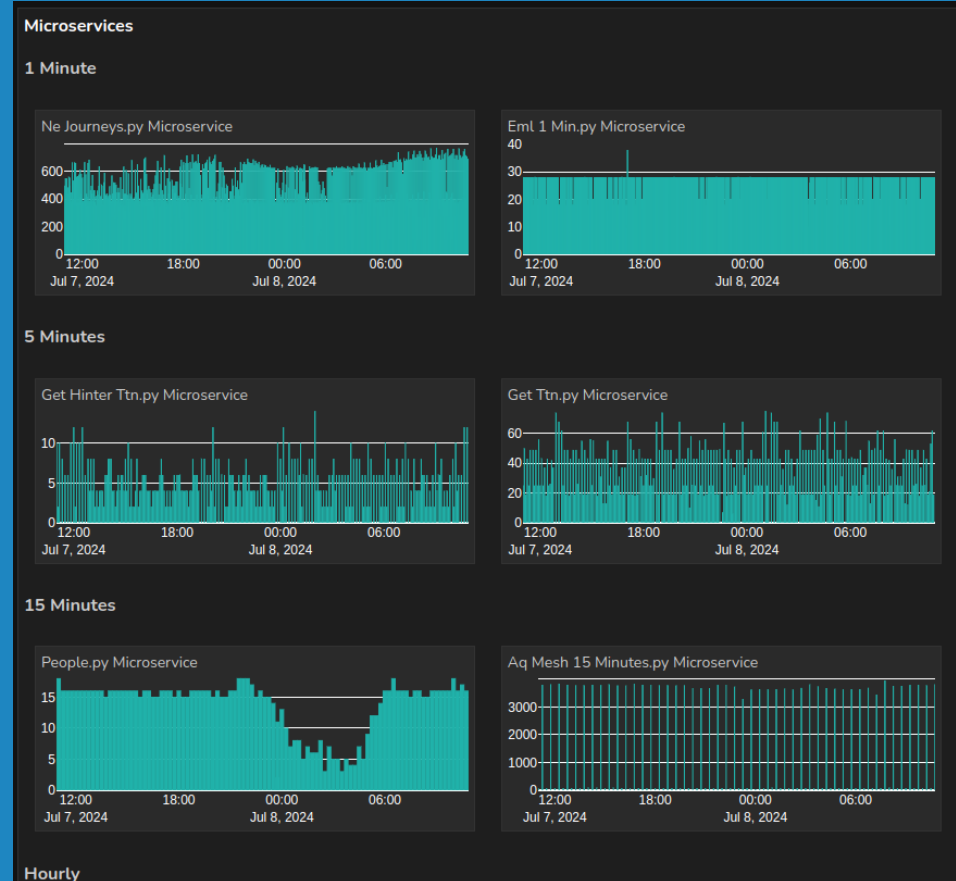 Microservices
1 Minute
Ne Journeys.py Microservice
600
400
200
0
12:00 18:00 00:00 06:00
Jul 7, 2024 Jul 8, 2024
Eml 1 Min.py Microservice
40
30
20
10
0
12:00 18:00 00:00 06:00
Jul 7, 2024 Jul 8, 2024
5 Minutes
Get Hinter Ttn.py Microservice
10
5
0
12:00 18:00 00:00 06:00
Jul 7, 2024 Jul 8, 2024
Get Ttn.py Microservice
60
40
20
0
12:00 18:00 00:00 06:00
Jul 7, 2024 Jul 8, 2024
15 Minutes
People.py Microservice
15
10
5
0
12:00 18:00 00:00 06:00
Jul 7, 2024 Jul 8, 2024
Aq Mesh 15 Minutes.py Microservice
3000
2000
1000
0
12:00 18:00 00:00 06:00
Jul 7, 2024 Jul 8, 2024
Hourly